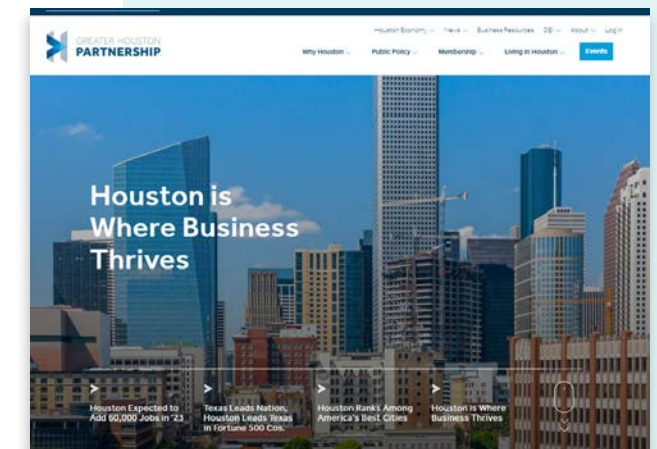 GREATER HOUSTON
PARTNERSHIP
Houston Economy News Business Resources DEI About Log In
Why Houston Public Policy Membership Living in Houston Events
Houston is
Where Business
Thrives
Houston Expected to
Add 60,000 Jobs in '23
Texas Leads Nation,
Houston Leads Texas
in Fortune 500 Cos.
Houston Ranks Among
America's Best Cities
Houston is Where
Business Thrives